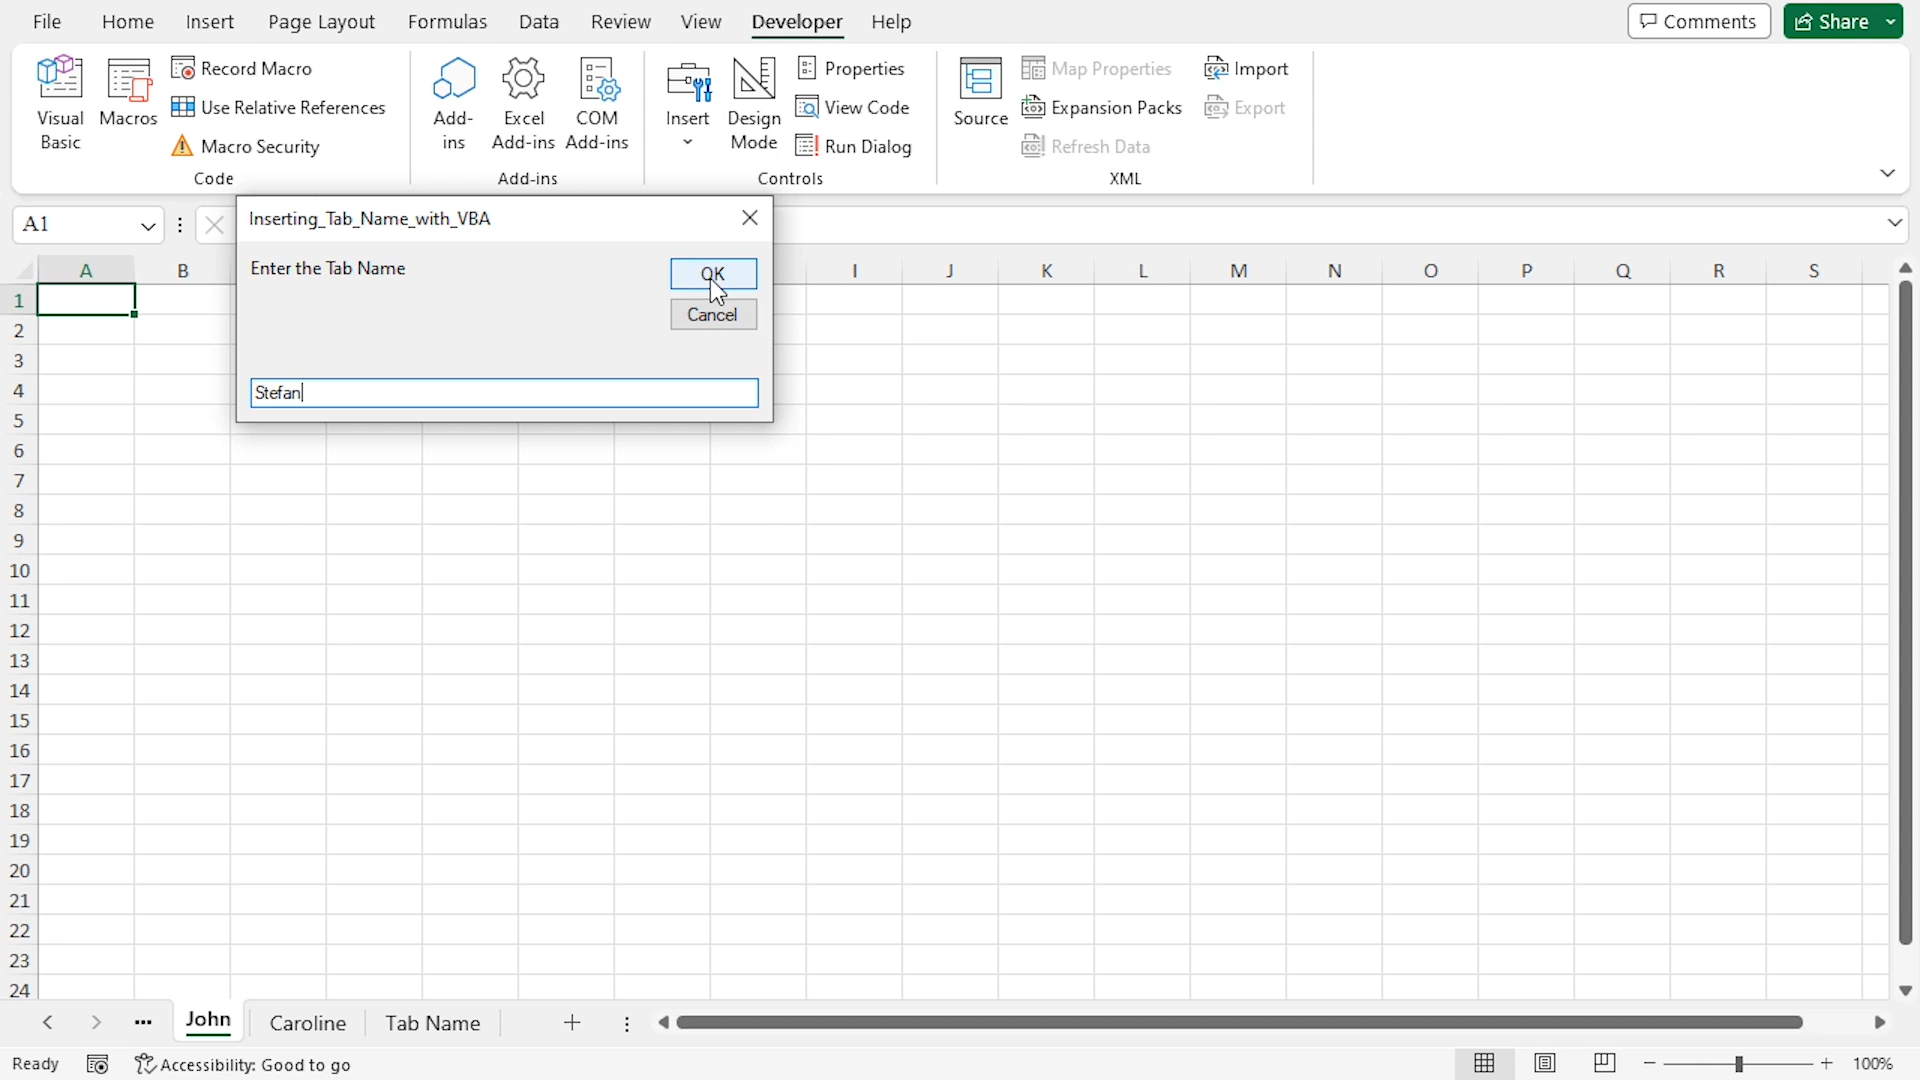 File Home Insert Page Layout Formulas Data Review View Developer Help Comments Share
Visual Basic
Macros
Record Macro
Use Relative References
Macro Security
Code
Add-ins
Excel Add-ins
COM Add-ins
Add-ins
Insert
Design Mode
Properties
View Code
Run Dialog
Controls
Source
Map Properties
Expansion Packs
Refresh Data
Import
Export
XML
A1
Inserting_Tab_Name_with_VBA
Enter the Tab Name
OK
Cancel
Stefan
A B I J K L M N O P Q R S
1
2
3
4
5
6
7
8
9
10
11
12
13
14
15
16
17
18
19
20
21
22
23
24
John Caroline Tab Name
Ready Accessibility: Good to go 100%